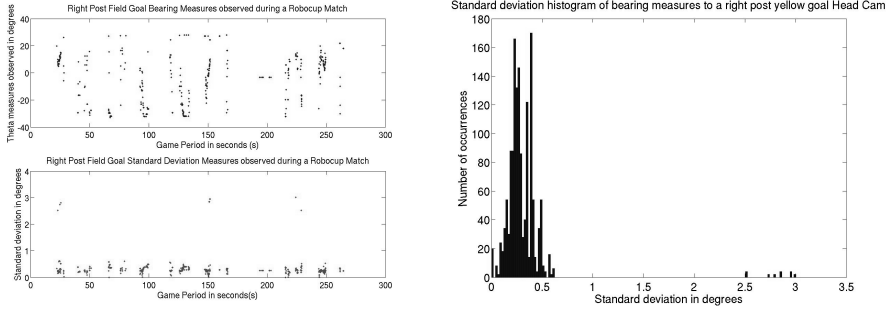 Right Post Field Goal Bearing Measures observed during a Robocup Match
Theta measures observed in degrees
40
20
0
-20
-40
0 50 100 150 200 250 300
Game Period in seconds (s)
Right Post Field Goal Standard Deviation Measures observed during a Robocup Match
Standard deviation in degrees
4
3
2
1
0
0 50 100 150 200 250 300
Game Period in seconds(s)
Standard deviation histogram of bearing measures to a right post yellow goal Head Cam
Number of occurrences
180
160
140
120
100
80
60
40
20
0
0 0.5 1 1.5 2 2.5 3 3.5
Standard deviation in degrees